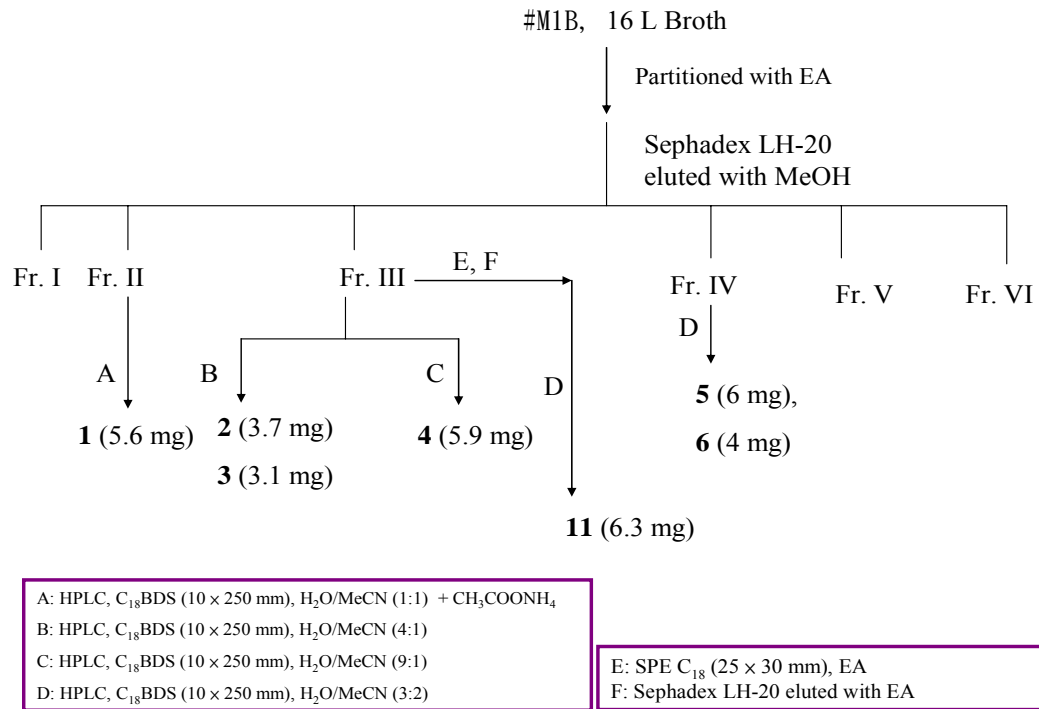 #M1B, 16 L Broth
Partitioned with EA
Sephadex LH-20
eluted with MeOH
Fr. I
Fr. II
Fr. III
E, F
Fr. IV
Fr. V
Fr. VI
A
B
C
D
D
1 (5.6 mg)
2 (3.7 mg)
3 (3.1 mg)
4 (5.9 mg)
5 (6 mg),
6 (4 mg)
11 (6.3 mg)
A: HPLC, C₁₈BDS (10 × 250 mm), H₂O/MeCN (1:1) + CH₃COONH₄
B: HPLC, C₁₈BDS (10 × 250 mm), H₂O/MeCN (4:1)
C: HPLC, C₁₈BDS (10 × 250 mm), H₂O/MeCN (9:1)
D: HPLC, C₁₈BDS (10 × 250 mm), H₂O/MeCN (3:2)
E: SPE C₁₈ (25 × 30 mm), EA
F: Sephadex LH-20 eluted with EA